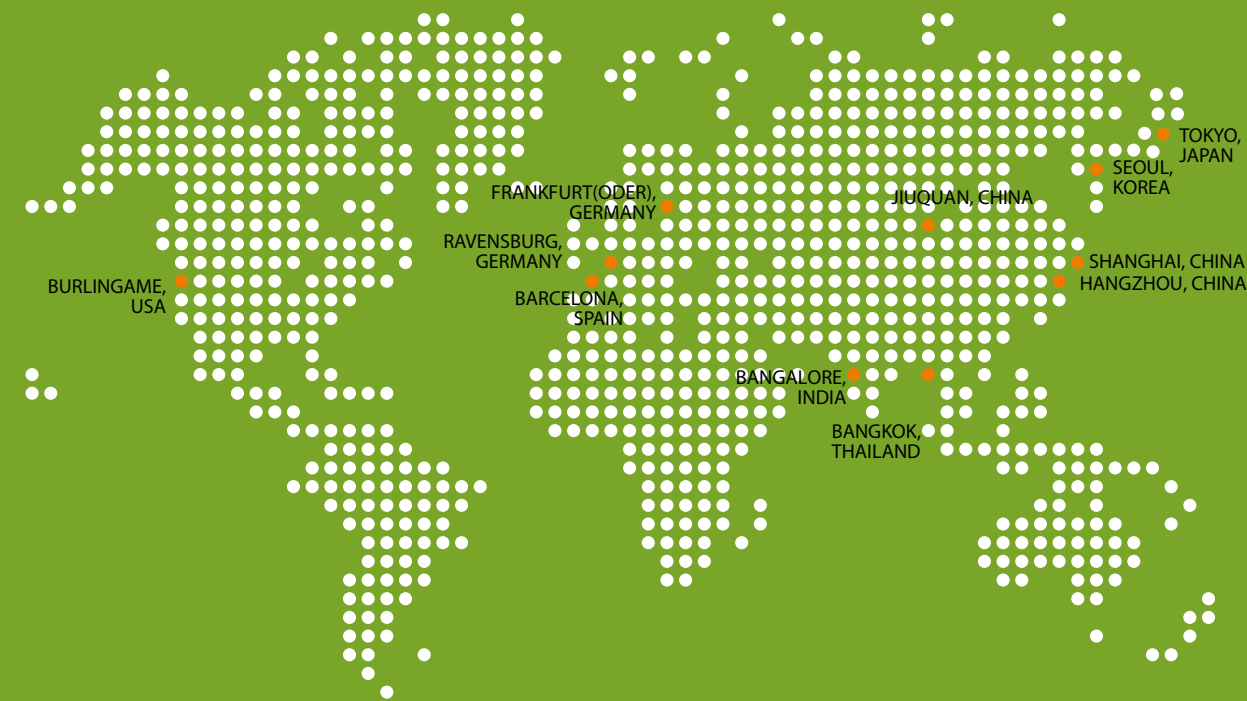 TOKYO,
JAPAN
SEOUL,
KOREA
FRANKFURT(ODER),
GERMANY
JIUQUAN, CHINA
RAVENSBURG,
GERMANY
SHANGHAI, CHINA
HANGZHOU, CHINA
BURLINGAME,
USA
BARCELONA,
SPAIN
BANGALORE,
INDIA
BANGKOK,
THAILAND